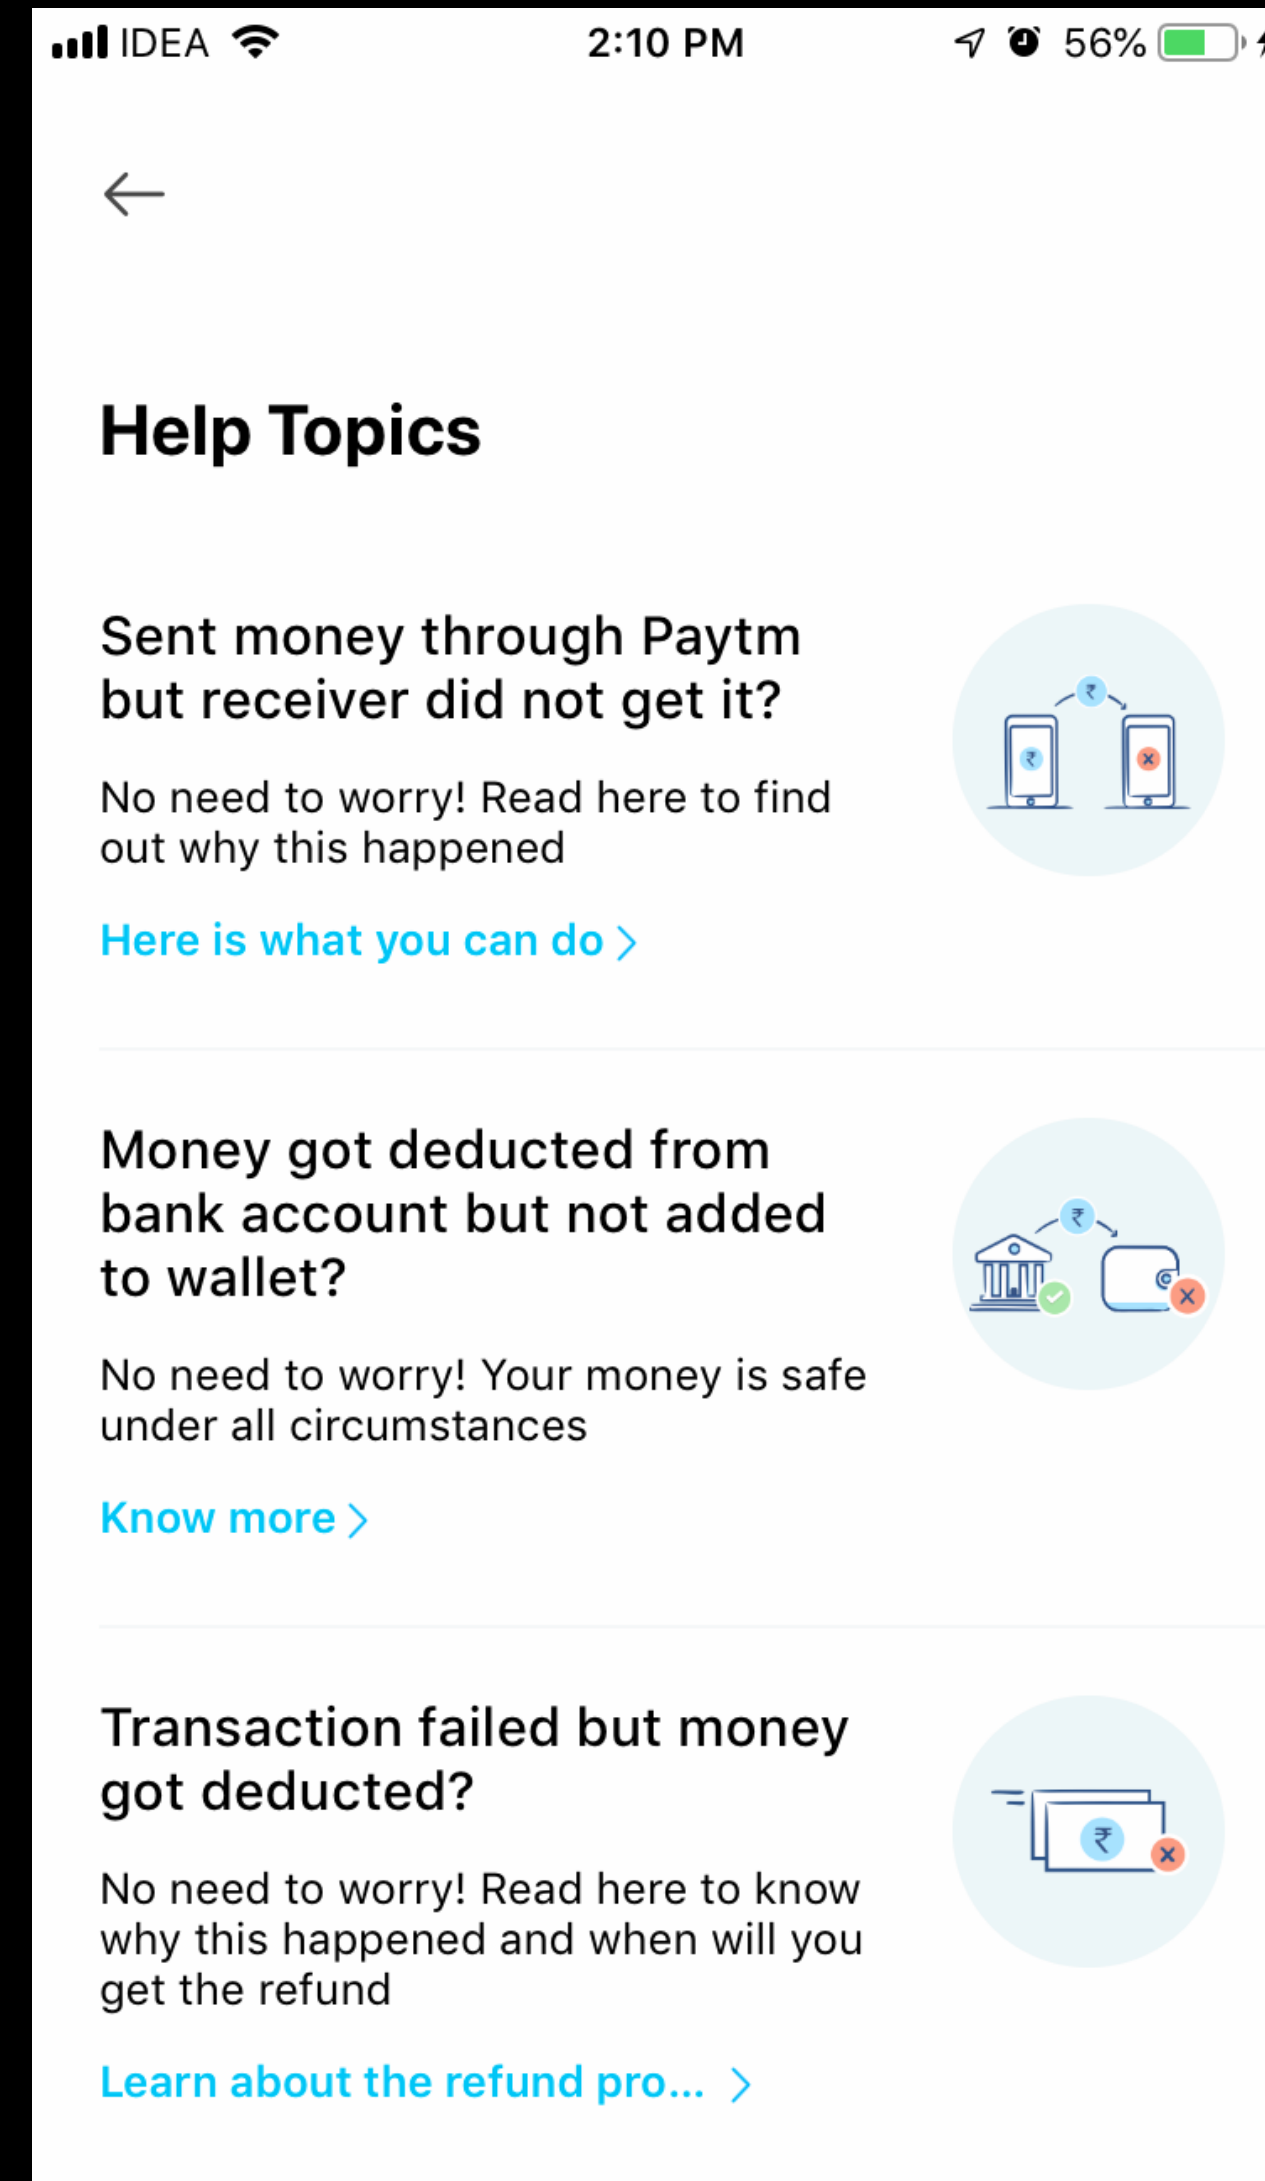 IDEA 2:10 PM 56%
Help Topics
Sent money through Paytm
but receiver did not get it?
₹
₹
No need to worry! Read here to find
out why this happened
Here is what you can do >
Money got deducted from
bank account but not added
to wallet?
₹
No need to worry! Your money is safe
under all circumstances
Know more >
Transaction failed but money
got deducted?
₹
No need to worry! Read here to know
why this happened and when will you
get the refund
Learn about the refund pro... >